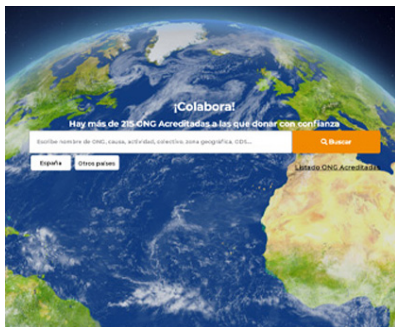 ¡Colabora!
Hay más de 215 ONG Acreditadas a las que donar con confianza
Escribe nombre de ONG, causa, actividad, colectivo, zona geográfica, ODS...
Buscar
España
Otros países
Listado ONG Acreditadas